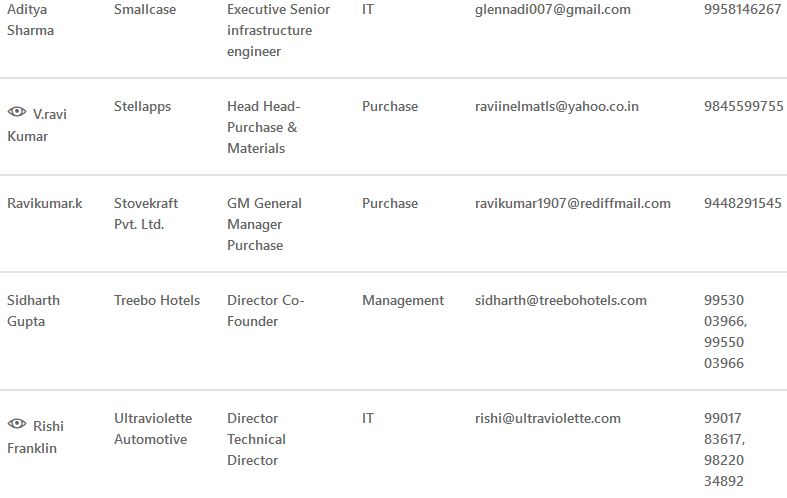 Aditya Sharma Smallcase Executive Senior infrastructure engineer IT glennadi007@gmail.com 9958146267
V.ravi Kumar Stellapps Head Head-Purchase & Materials Purchase raviinelmatls@yahoo.co.in 9845599755
Ravikumar.k Stovekraft Pvt. Ltd. GM General Manager Purchase Purchase ravikumar1907@rediffmail.com 9448291545
Sidharth Gupta Treebo Hotels Director Co-Founder Management sidharth@treebohotels.com 99530 03966, 99550 03966
Rishi Franklin Ultraviolette Automotive Director Technical Director IT rishi@ultraviolette.com 99017 83617, 98220 34892